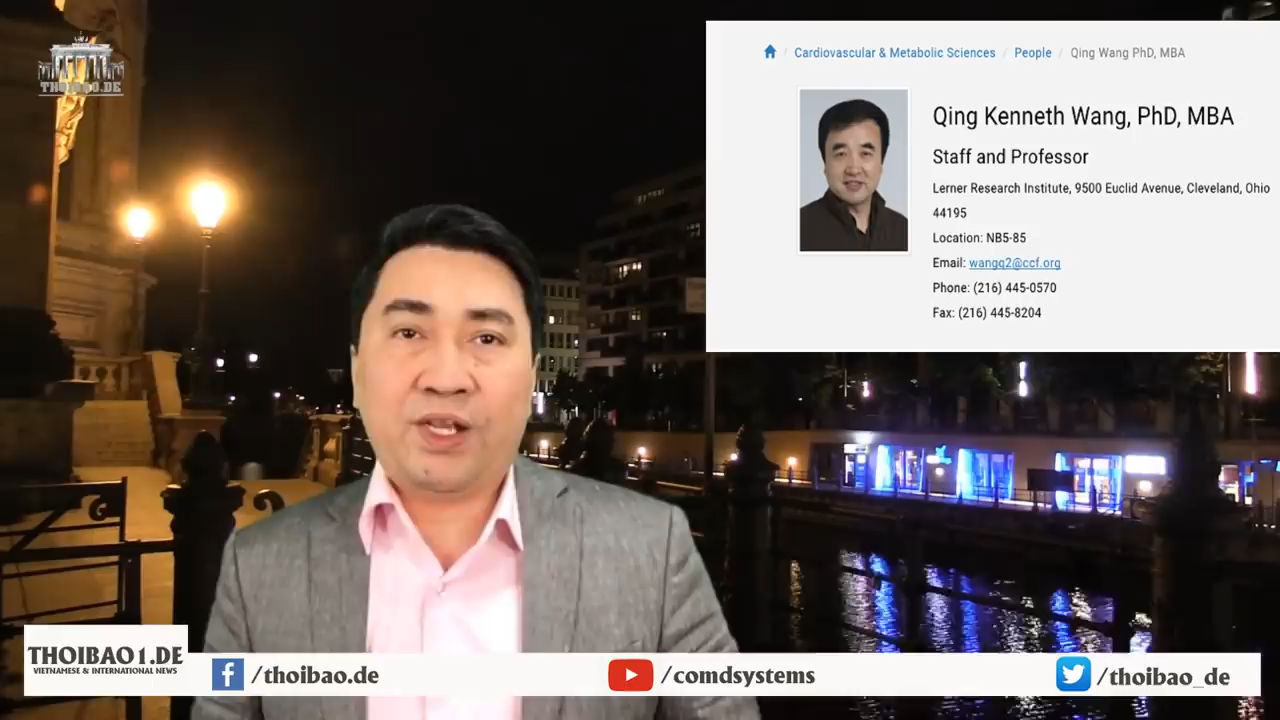 THOIBAO.DE
Cardiovascular & Metabolic Sciences / People / Qing Wang PhD, MBA
Qing Kenneth Wang, PhD, MBA
Staff and Professor
Lerner Research Institute, 9500 Euclid Avenue, Cleveland, Ohio
44195
Location: NB5-85
Email: wangq2@ccf.org
Phone: (216) 445-0570
Fax: (216) 445-8204
THOIBAO1.DE
VIETNAMESE & INTERNATIONAL NEWS
/thoibao.de
/comdsystems
/thoibao_de